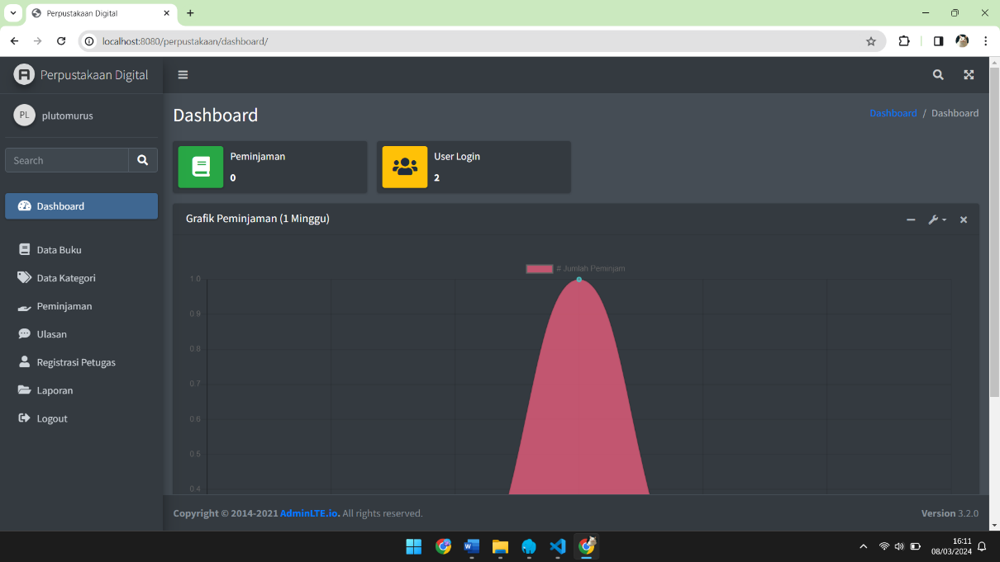 Perpustakaan Digital
localhost:8080/perpustakaan/dashboard/
Perpustakaan Digital
PL plutomurus
Search
Dashboard
Data Buku
Data Kategori
Peminjaman
Ulasan
Registrasi Petugas
Laporan
Logout
Dashboard
Dashboard / Dashboard
Peminjaman
0
User Login
2
Grafik Peminjaman (1 Minggu)
# Jumlah Peminjam
1.0
0.9
0.8
0.7
0.6
0.5
0.4
Copyright © 2014-2021 AdminLTE.io. All rights reserved.
Version 3.2.0
16:11
08/03/2024